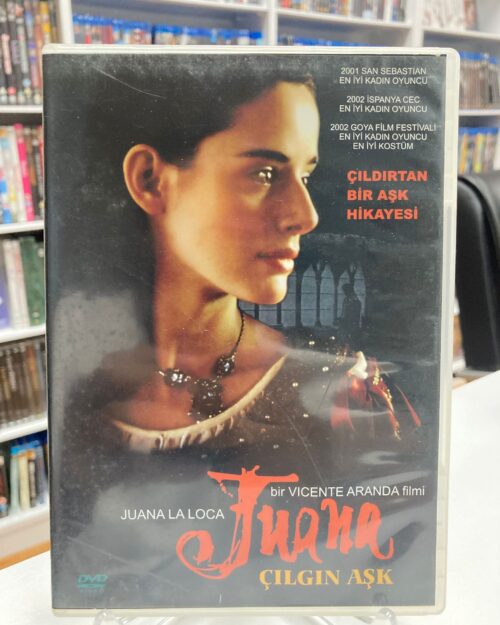 2001 SAN SEBASTIAN
EN İYİ KADIN OYUNCU
2002 İSPANYA CEC
EN İYİ KADIN OYUNCU
2002 GOYA FİLM FESTİVALİ
EN İYİ KADIN OYUNCU
EN İYİ KOSTÜM
ÇILDIRTAN
BİR AŞK
HİKAYESİ
bir VICENTE ARANDA filmi
JUANA LA LOCA
Juana
ÇILGIN AŞK
DVD